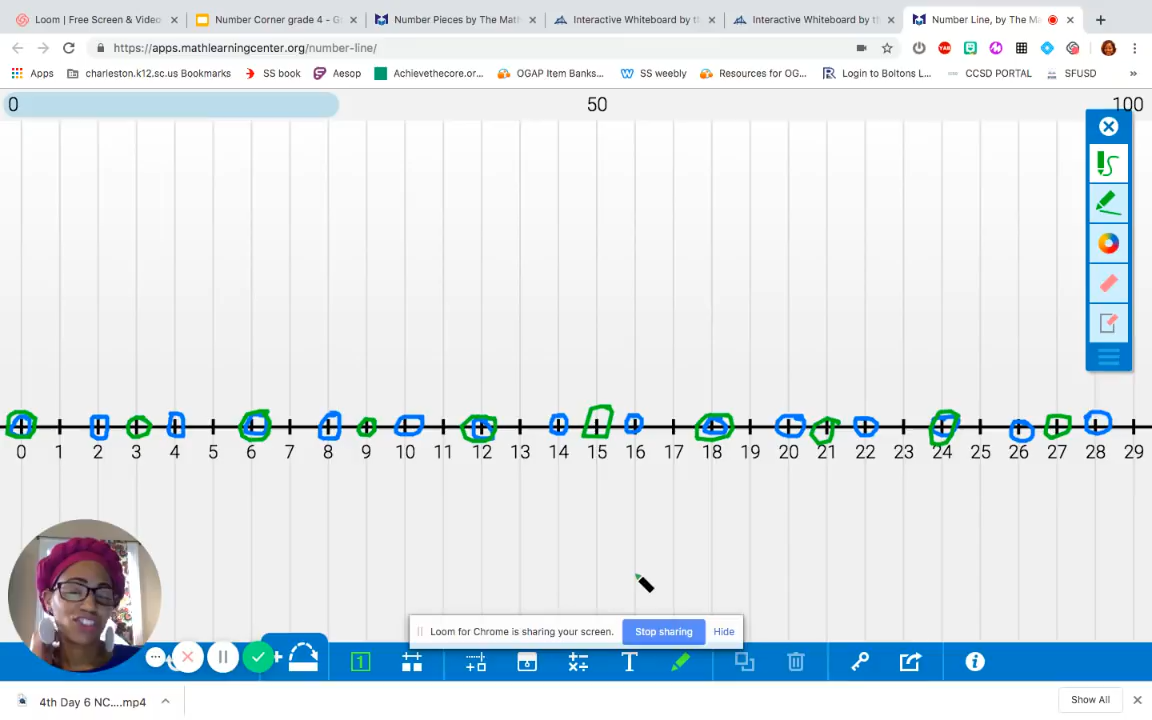 Loom | Free Screen & Video
Number Corner grade 4 - G
Number Pieces by The Mat
Interactive Whiteboard by t
Interactive Whiteboard by t
Number Line, by The M
https://apps.mathlearningcenter.org/number-line/
Apps
charleston.k12.sc.us Bookmarks
SS book
Aesop
Achievethecore.or...
OGAP Item Banks...
SS weebly
Resources for OG...
Login to Boltons L...
CCSD PORTAL
SFUSD
0 50 100
0 1 2 3 4 5 6 7 8 9 10 11 12 13 14 15 16 17 18 19 20 21 22 23 24 25 26 27 28 29
Loom for Chrome is sharing your screen. Stop sharing Hide
1
T
4th Day 6 NC....mp4
Show All